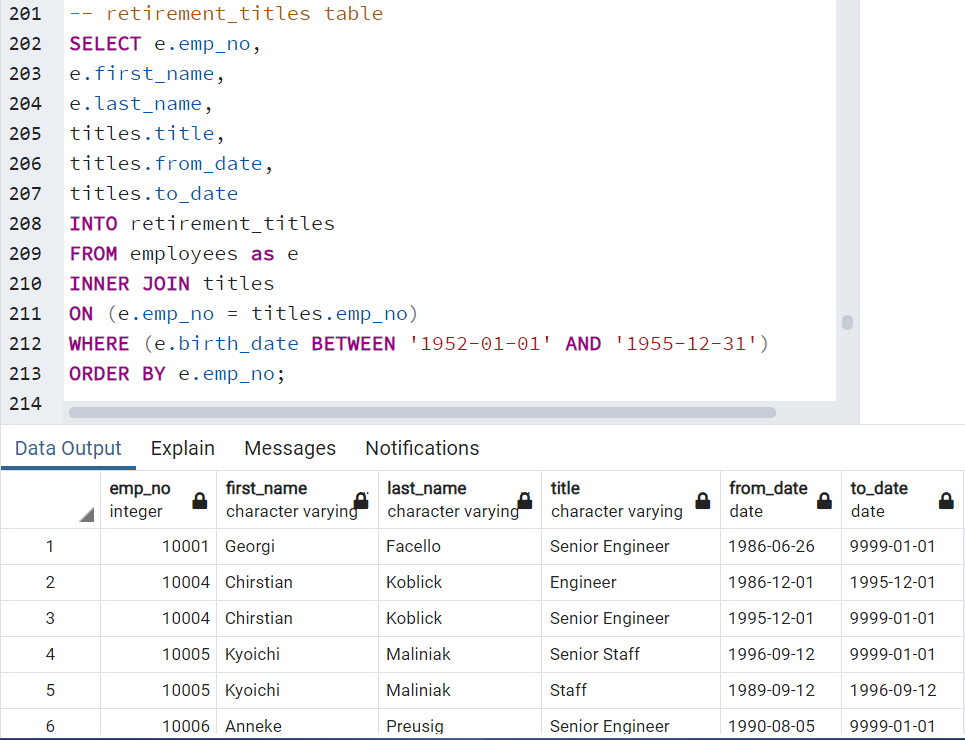 201 -- retirement_titles table
202 SELECT e.emp_no,
203 e.first_name,
204 e.last_name,
205 titles.title,
206 titles.from_date,
207 titles.to_date
208 INTO retirement_titles
209 FROM employees as e
210 INNER JOIN titles
211 ON (e.emp_no = titles.emp_no)
212 WHERE (e.birth_date BETWEEN '1952-01-01' AND '1955-12-31')
213 ORDER BY e.emp_no;
214
Data Output Explain Messages Notifications
emp_no first_name last_name title from_date to_date
integer character varying character varying character varying date date
1 10001 Georgi Facello Senior Engineer 1986-06-26 9999-01-01
2 10004 Chirstian Koblick Engineer 1986-12-01 1995-12-01
3 10004 Chirstian Koblick Senior Engineer 1995-12-01 9999-01-01
4 10005 Kyoichi Maliniak Senior Staff 1996-09-12 9999-01-01
5 10005 Kyoichi Maliniak Staff 1989-09-12 1996-09-12
6 10006 Anneke Preusig Senior Engineer 1990-08-05 9999-01-01